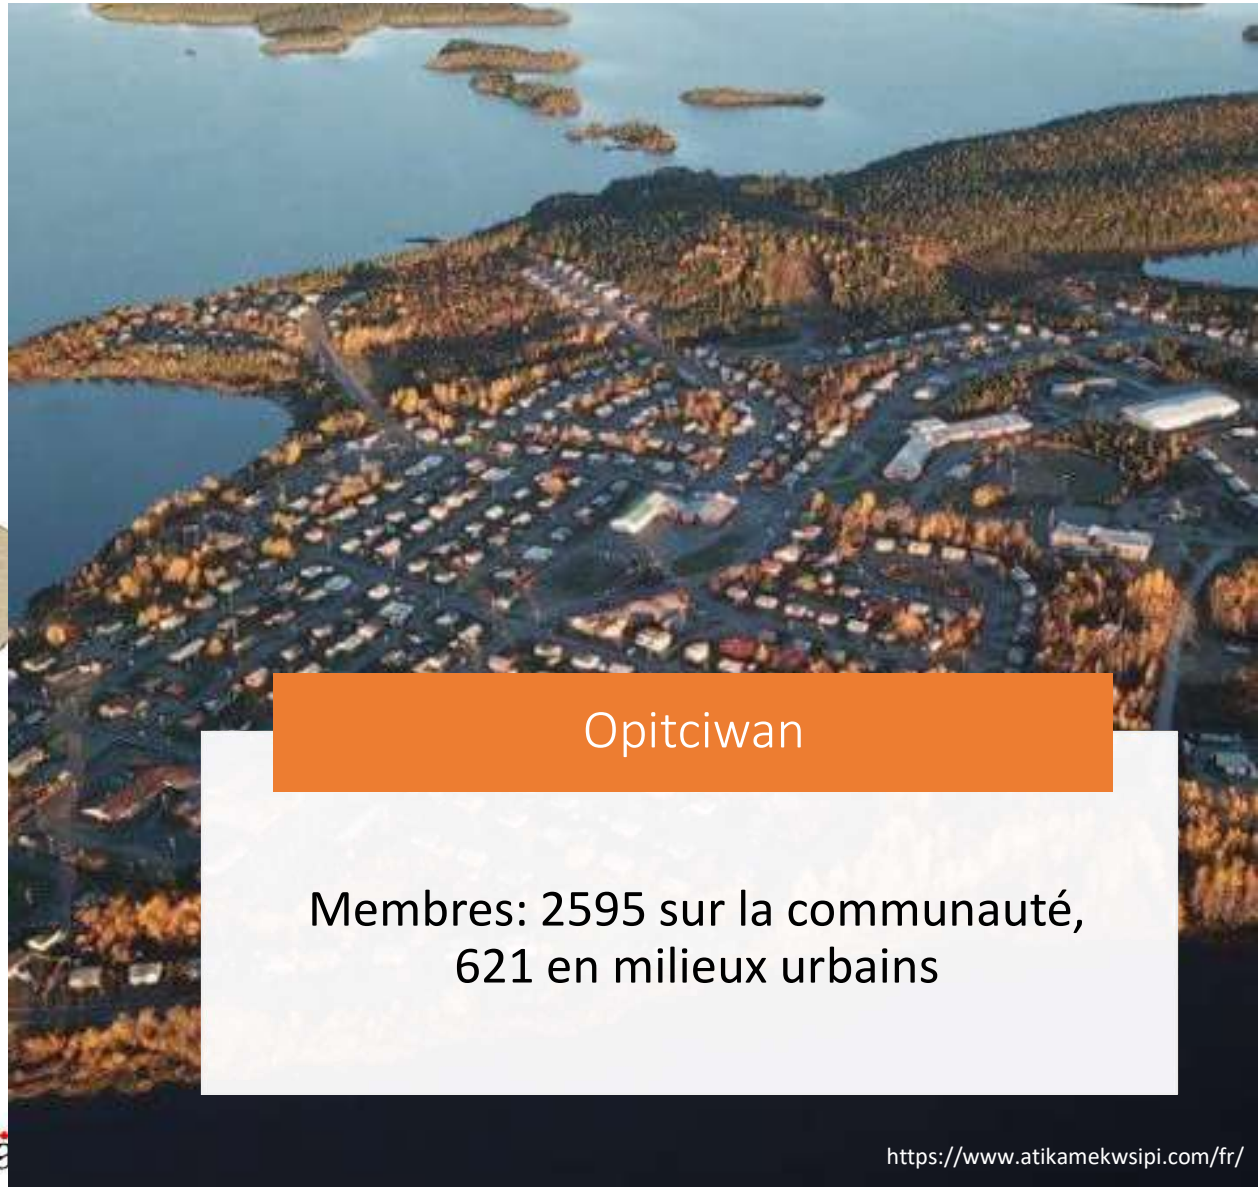 Opitciwan
Membres: 2595 sur la communauté,
621 en milieux urbains
https://www.atikamekwsipi.com/fr/